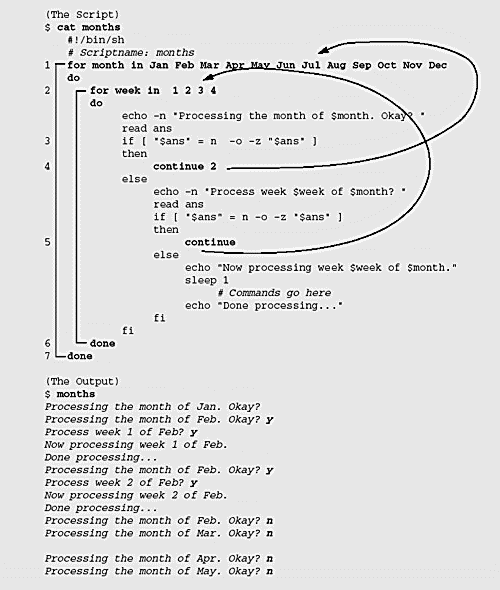 (The Script)
$ cat months
#!/bin/sh
# Scriptname: months
1 for month in Jan Feb Mar Apr May Jun Jul Aug Sep Oct Nov Dec
do
2 for week in 1 2 3 4
do
echo -n "Processing the month of $month. Okay? "
read ans
3 if [ "$ans" = n -o -z "$ans" ]
then
4 continue 2
else
echo -n "Process week $week of $month? "
read ans
if [ "$ans" = n -o -z "$ans" ]
then
5 continue
else
echo "Now processing week $week of $month."
sleep 1
# Commands go here
echo "Done processing..."
fi
fi
6 done
7 done
(The Output)
$ months
Processing the month of Jan. Okay?
Processing the month of Feb. Okay? y
Process week 1 of Feb? y
Now processing week 1 of Feb.
Done processing...
Processing the month of Feb. Okay? y
Process week 2 of Feb? y
Now processing week 2 of Feb.
Done processing...
Processing the month of Feb. Okay? n
Processing the month of Mar. Okay? n
Processing the month of Apr. Okay? n
Processing the month of May. Okay? n